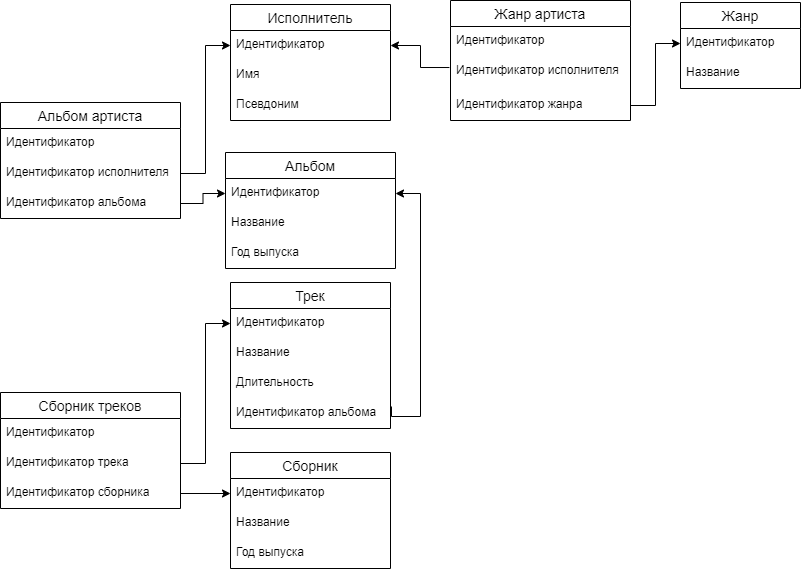 Исполнитель
Идентификатор
Имя
Псевдоним
Жанр артиста
Идентификатор
Идентификатор исполнителя
Идентификатор жанра
Жанр
Идентификатор
Название
Альбом артиста
Идентификатор
Идентификатор исполнителя
Идентификатор альбома
Альбом
Идентификатор
Название
Год выпуска
Трек
Идентификатор
Название
Длительность
Идентификатор альбома
Сборник треков
Идентификатор
Идентификатор трека
Идентификатор сборника
Сборник
Идентификатор
Название
Год выпуска